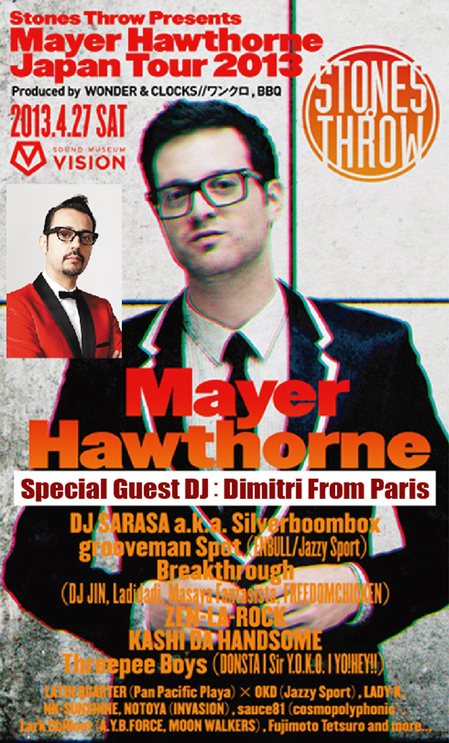 Stones Throw Presents
Mayer Hawthorne
Japan Tour 2013
Produced by WONDER & CLOCKS//ワンクロ, BBQ
2013.4.27 SAT
SOUND MUSEUM
VISION
STONES
THROW
Mayer
Hawthorne
Special Guest DJ : Dimitri From Paris
DJ SARASA a.k.a. Silverboombox
grooveman Spot (ENBULL/Jazzy Sport)
Breakthrough
(DJ JIN, Ladi dadi, Masaya Fantasista, FREEDOMCHICKEN)
ZEN-LA-ROCK
KASHI DA HANDSOME
Threepee Boys (DONSTA | Sir Y.O.K.O. | YO!HEY!!)
LATIN QUARTER (Pan Pacific Playa) × OKD (Jazzy Sport), LADY-K,
MK-SUNSHINE, NOTOYA (INVASION), sauce81 (cosmopolyphonic),
Lark Chillout (A.Y.B.FORCE, MOON WALKERS), Fujimoto Tetsuro and more...